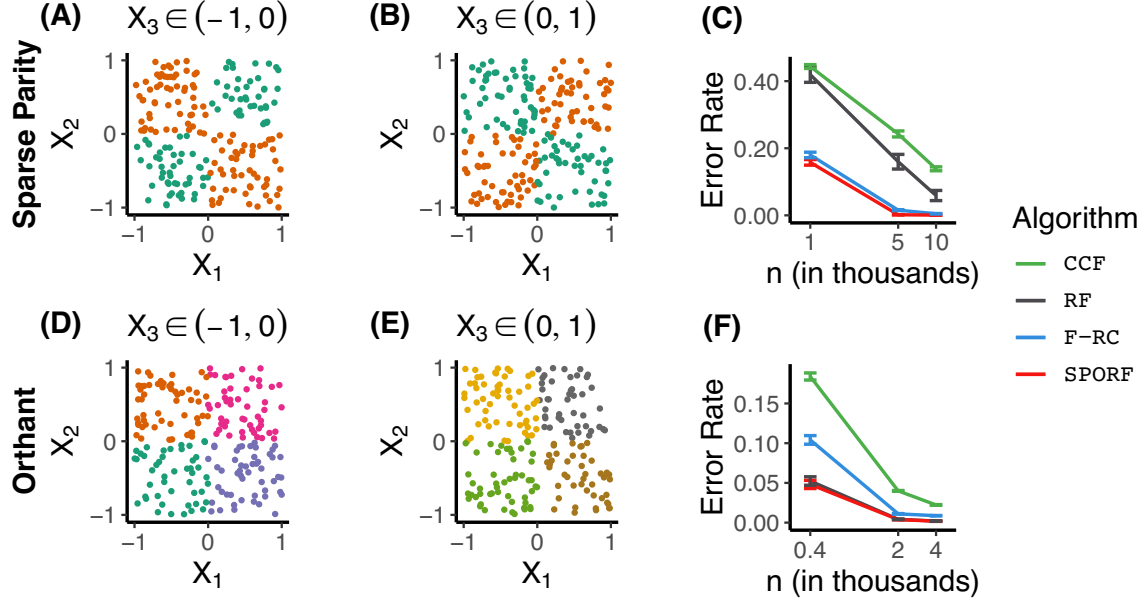 (A)
X3 ∈ (−1, 0)
(B)
X3 ∈ (0, 1)
(C)
Sparse Parity
X2
1
0
−1
−1 0 1
X1
X2
1
0
−1
−1 0 1
X1
Error Rate
0.40
0.20
0.00
1 5 10
n (in thousands)
Algorithm
CCF
RF
F−RC
SPORF
(D)
X3 ∈ (−1, 0)
(E)
X3 ∈ (0, 1)
(F)
Orthant
X2
1
0
−1
−1 0 1
X1
X2
1
0
−1
−1 0 1
X1
Error Rate
0.15
0.10
0.05
0.00
0.4 2 4
n (in thousands)